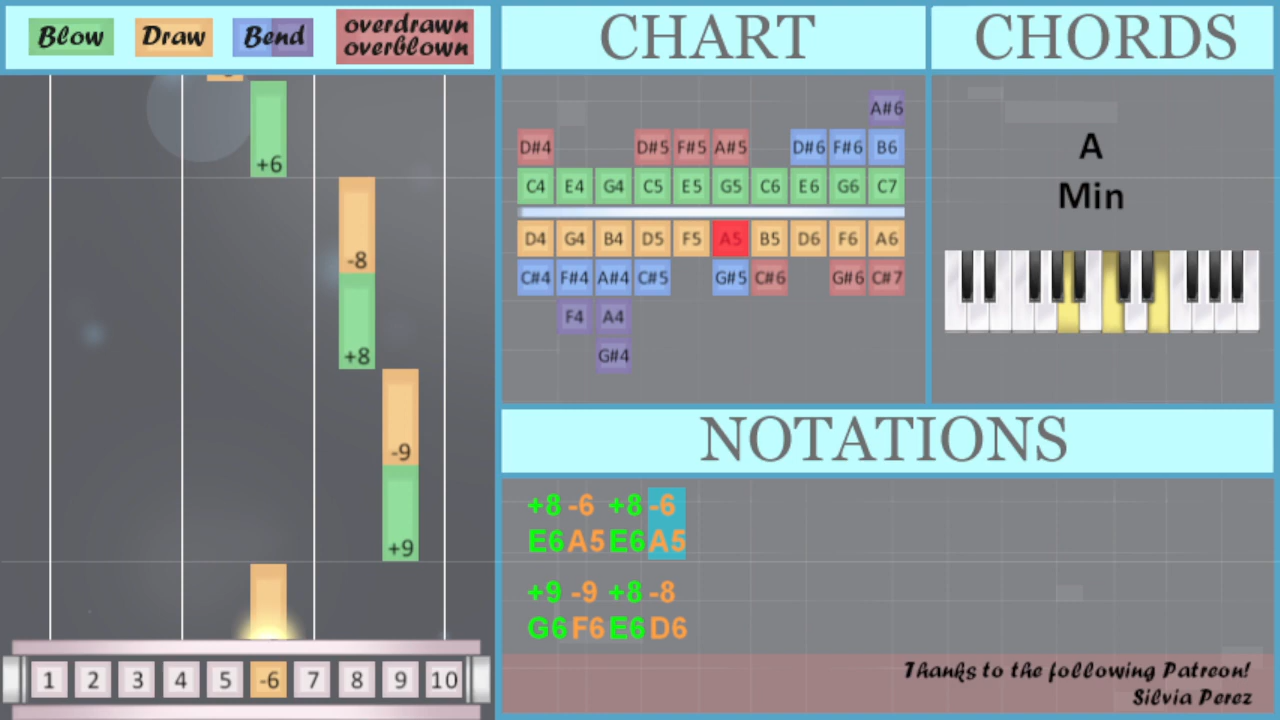 Blow Draw Bend overdrawn
overblown
CHART
CHORDS
+6
-8
+8
-9
+9
1 2 3 4 5 -6 7 8 9 10
A#6
D#4 D#5 F#5 A#5 D#6 F#6 B6
C4 E4 G4 C5 E5 G5 C6 E6 G6 C7
D4 G4 B4 D5 F5 A5 B5 D6 F6 A6
C#4 F#4 A#4 C#5 G#5 C#6 G#6 C#7
F4 A4
G#4
A
Min
NOTATIONS
+8 -6 +8 -6
E6 A5 E6 A5
+9 -9 +8 -8
G6 F6 E6 D6
Thanks to the following Patreon!
Silvia Perez